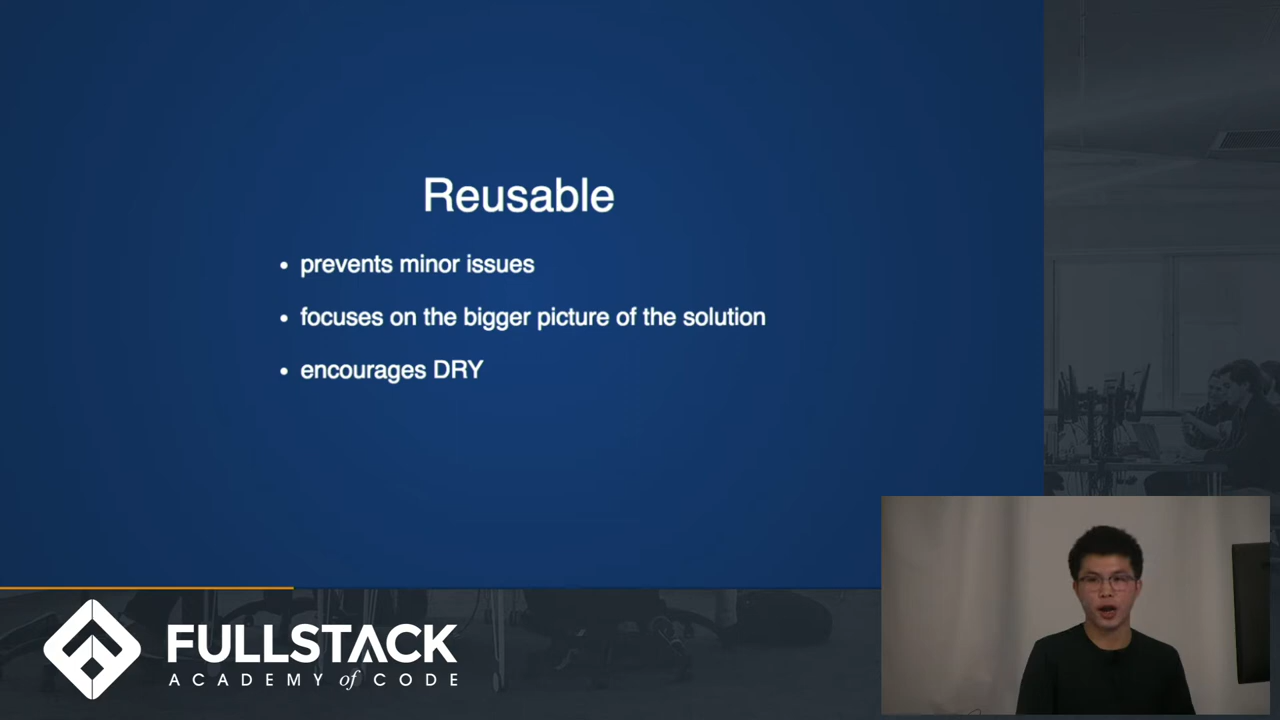 Reusable
• prevents minor issues
• focuses on the bigger picture of the solution
• encourages DRY
FULLSTACK
ACADEMY of CODE